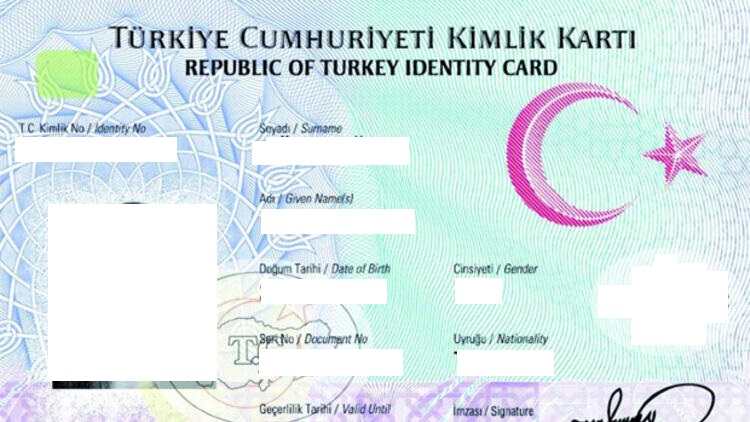 TÜRKİYE CUMHURİYETİ KİMLİK KARTI
REPUBLIC OF TURKEY IDENTITY CARD
T.C. Kimlik No / Identity No
Soyadı / Surname
Adı / Given Name(s)
Doğum Tarihi / Date of Birth
Cinsiyeti / Gender
Seri No / Document No
Uyruğu / Nationality
T.
Geçerlilik Tarihi / Valid Until
İmzası / Signature